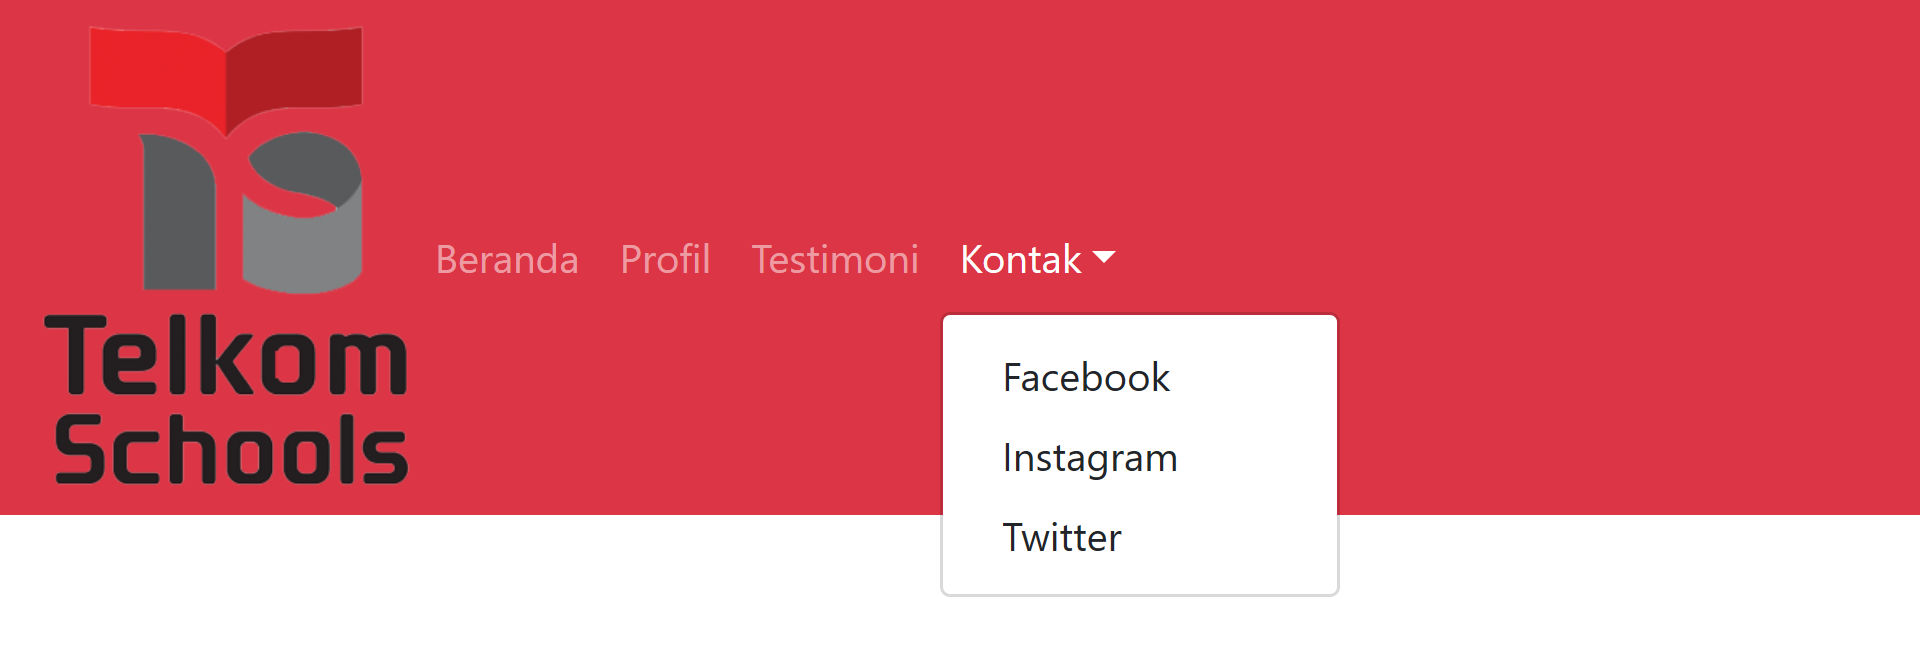 Beranda Profil Testimoni Kontak
Telkom
Schools
Facebook
Instagram
Twitter